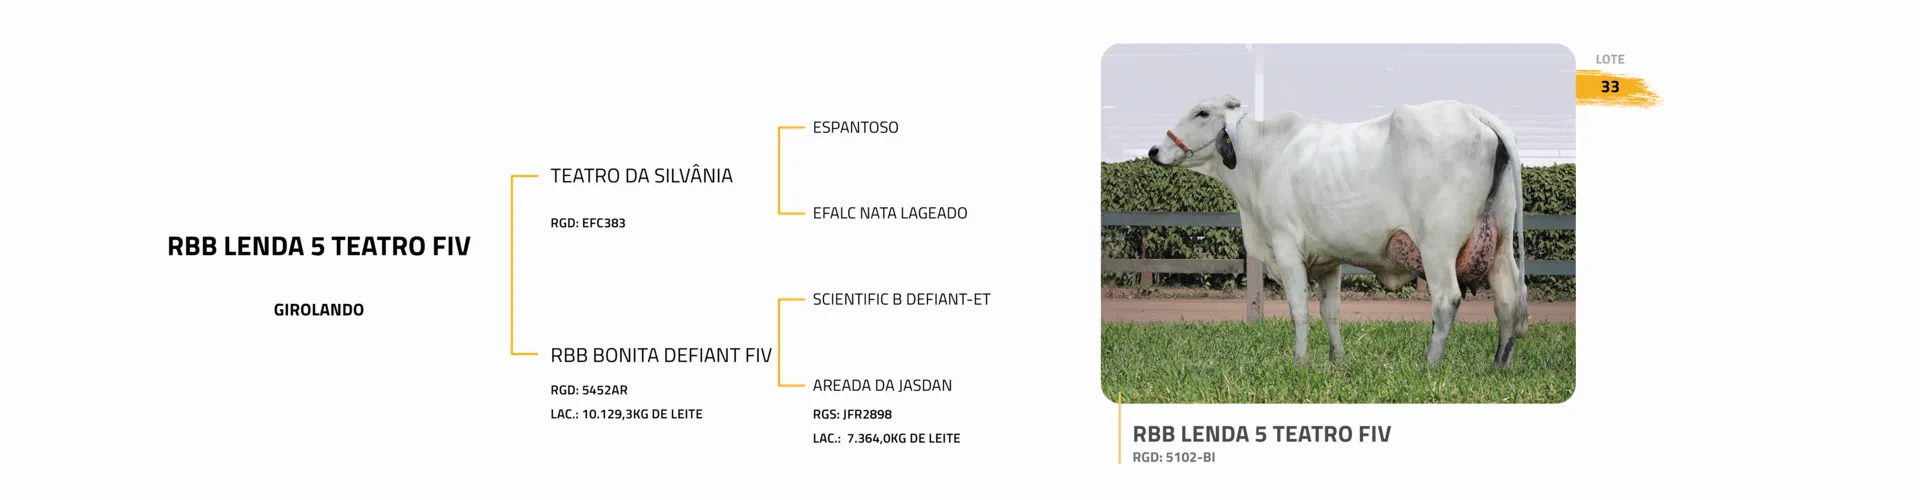 RBB LENDA 5 TEATRO FIV
GIROLANDO
TEATRO DA SILVÂNIA
RGD: EFC383
RBB BONITA DEFIANT FIV
RGD: 5452AR
LAC.: 10.129,3KG DE LEITE
ESPANTOSO
EFALC NATA LAGEADO
SCIENTIFIC B DEFIANT-ET
AREADA DA JASDAN
RGS: JFR2898
LAC.: 7.364,0KG DE LEITE
LOTE
33
RBB LENDA 5 TEATRO FIV
RGD: 5102-BI